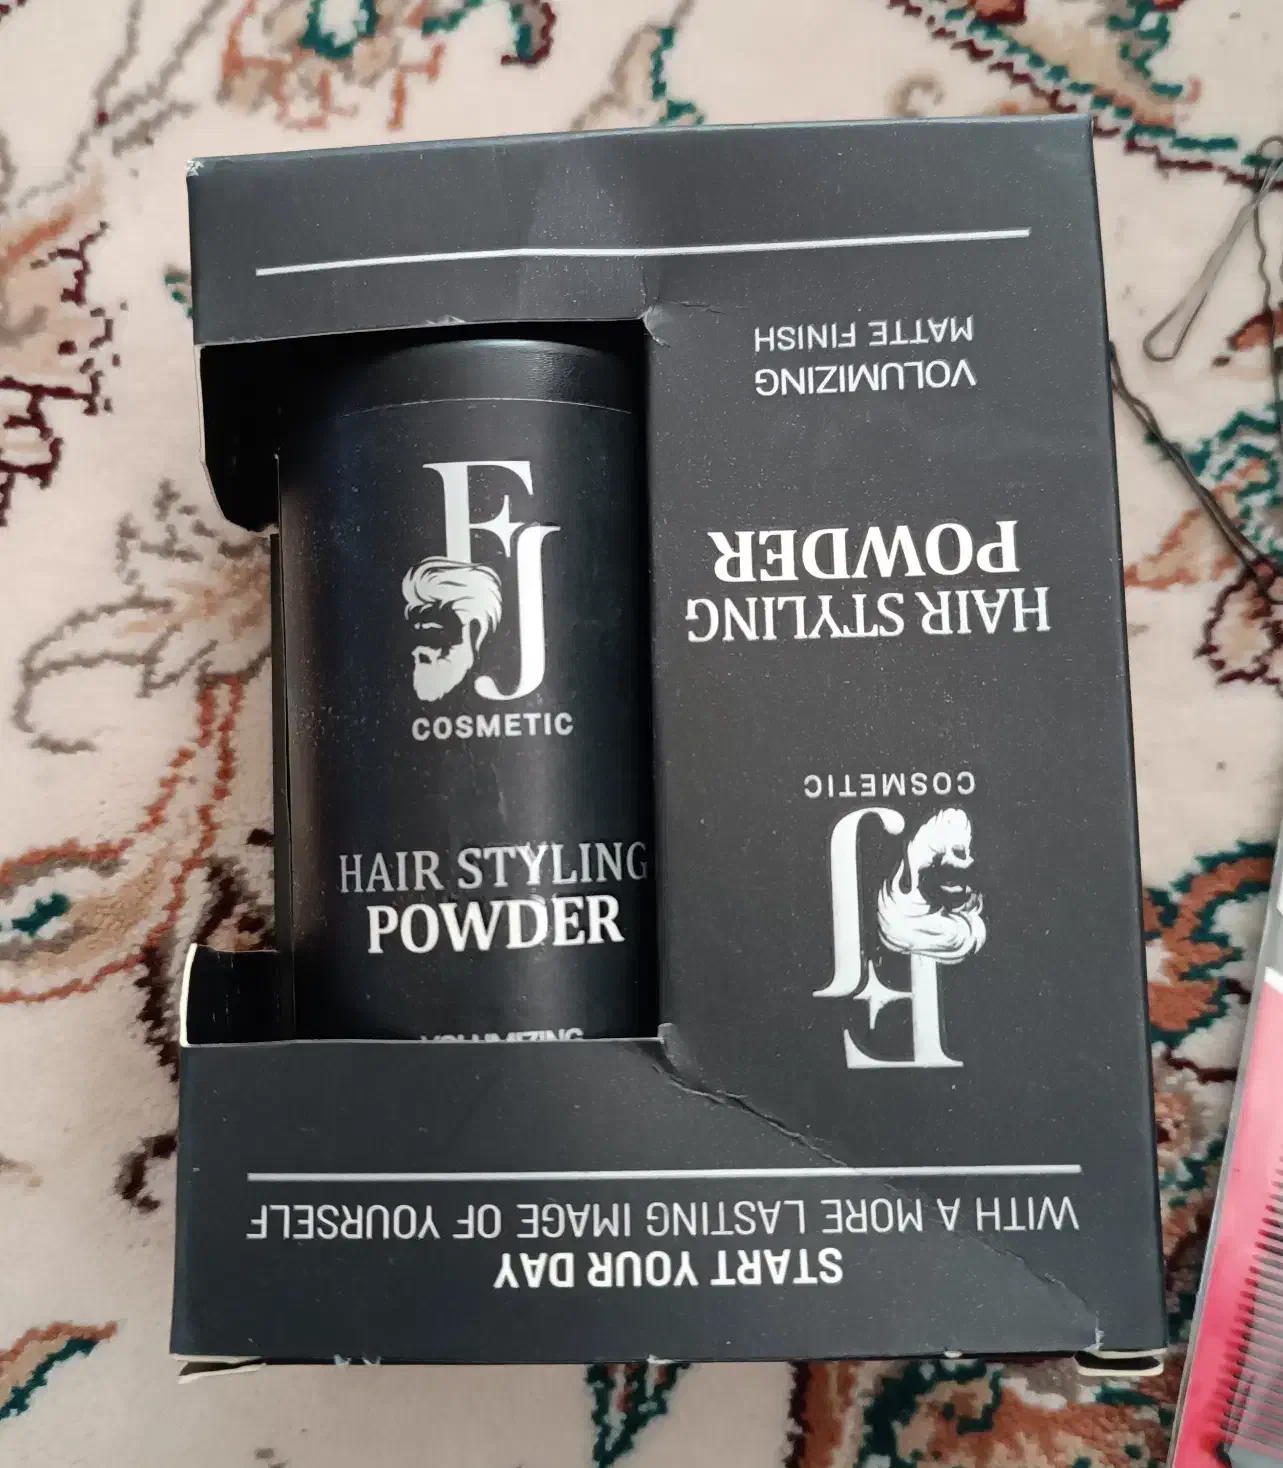 FJ
COSMETIC
HAIR STYLING
POWDER
VOLUMIZING
START YOUR DAY
WITH A MORE LASTING IMAGE OF YOURSELF
FJ
COSMETIC
HAIR STYLING
POWDER
VOLUMIZING
MATTE FINISH